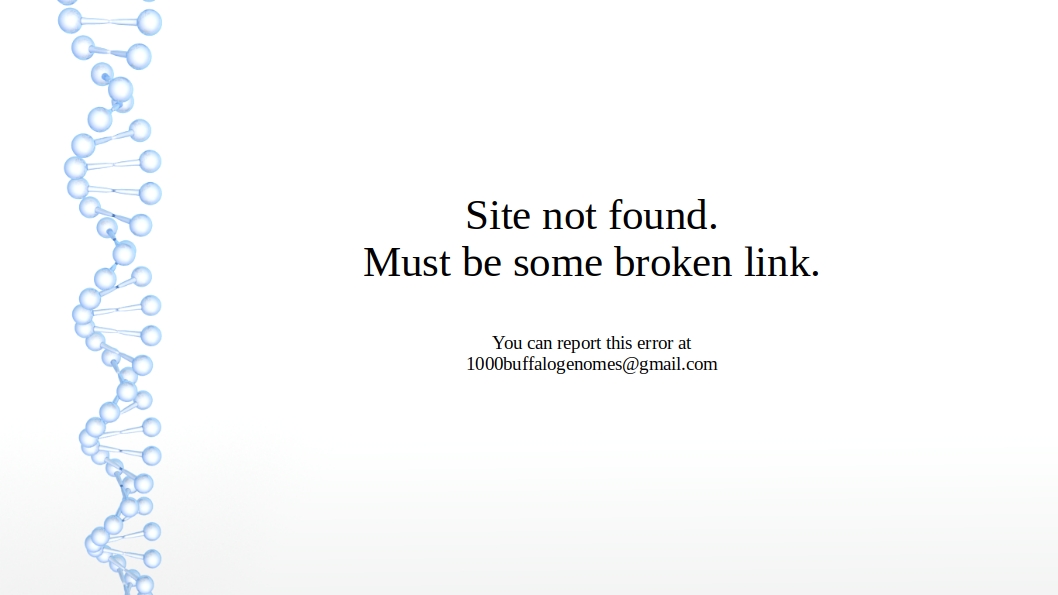 Site not found.
Must be some broken link.
You can report this error at
1000buffalogenomes@gmail.com